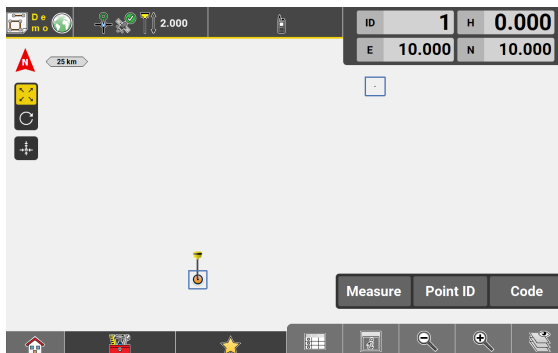 De
mo
2.000
ID 1 H 0.000
E 10.000 N 10.000
N
25 km
Measure Point ID Code